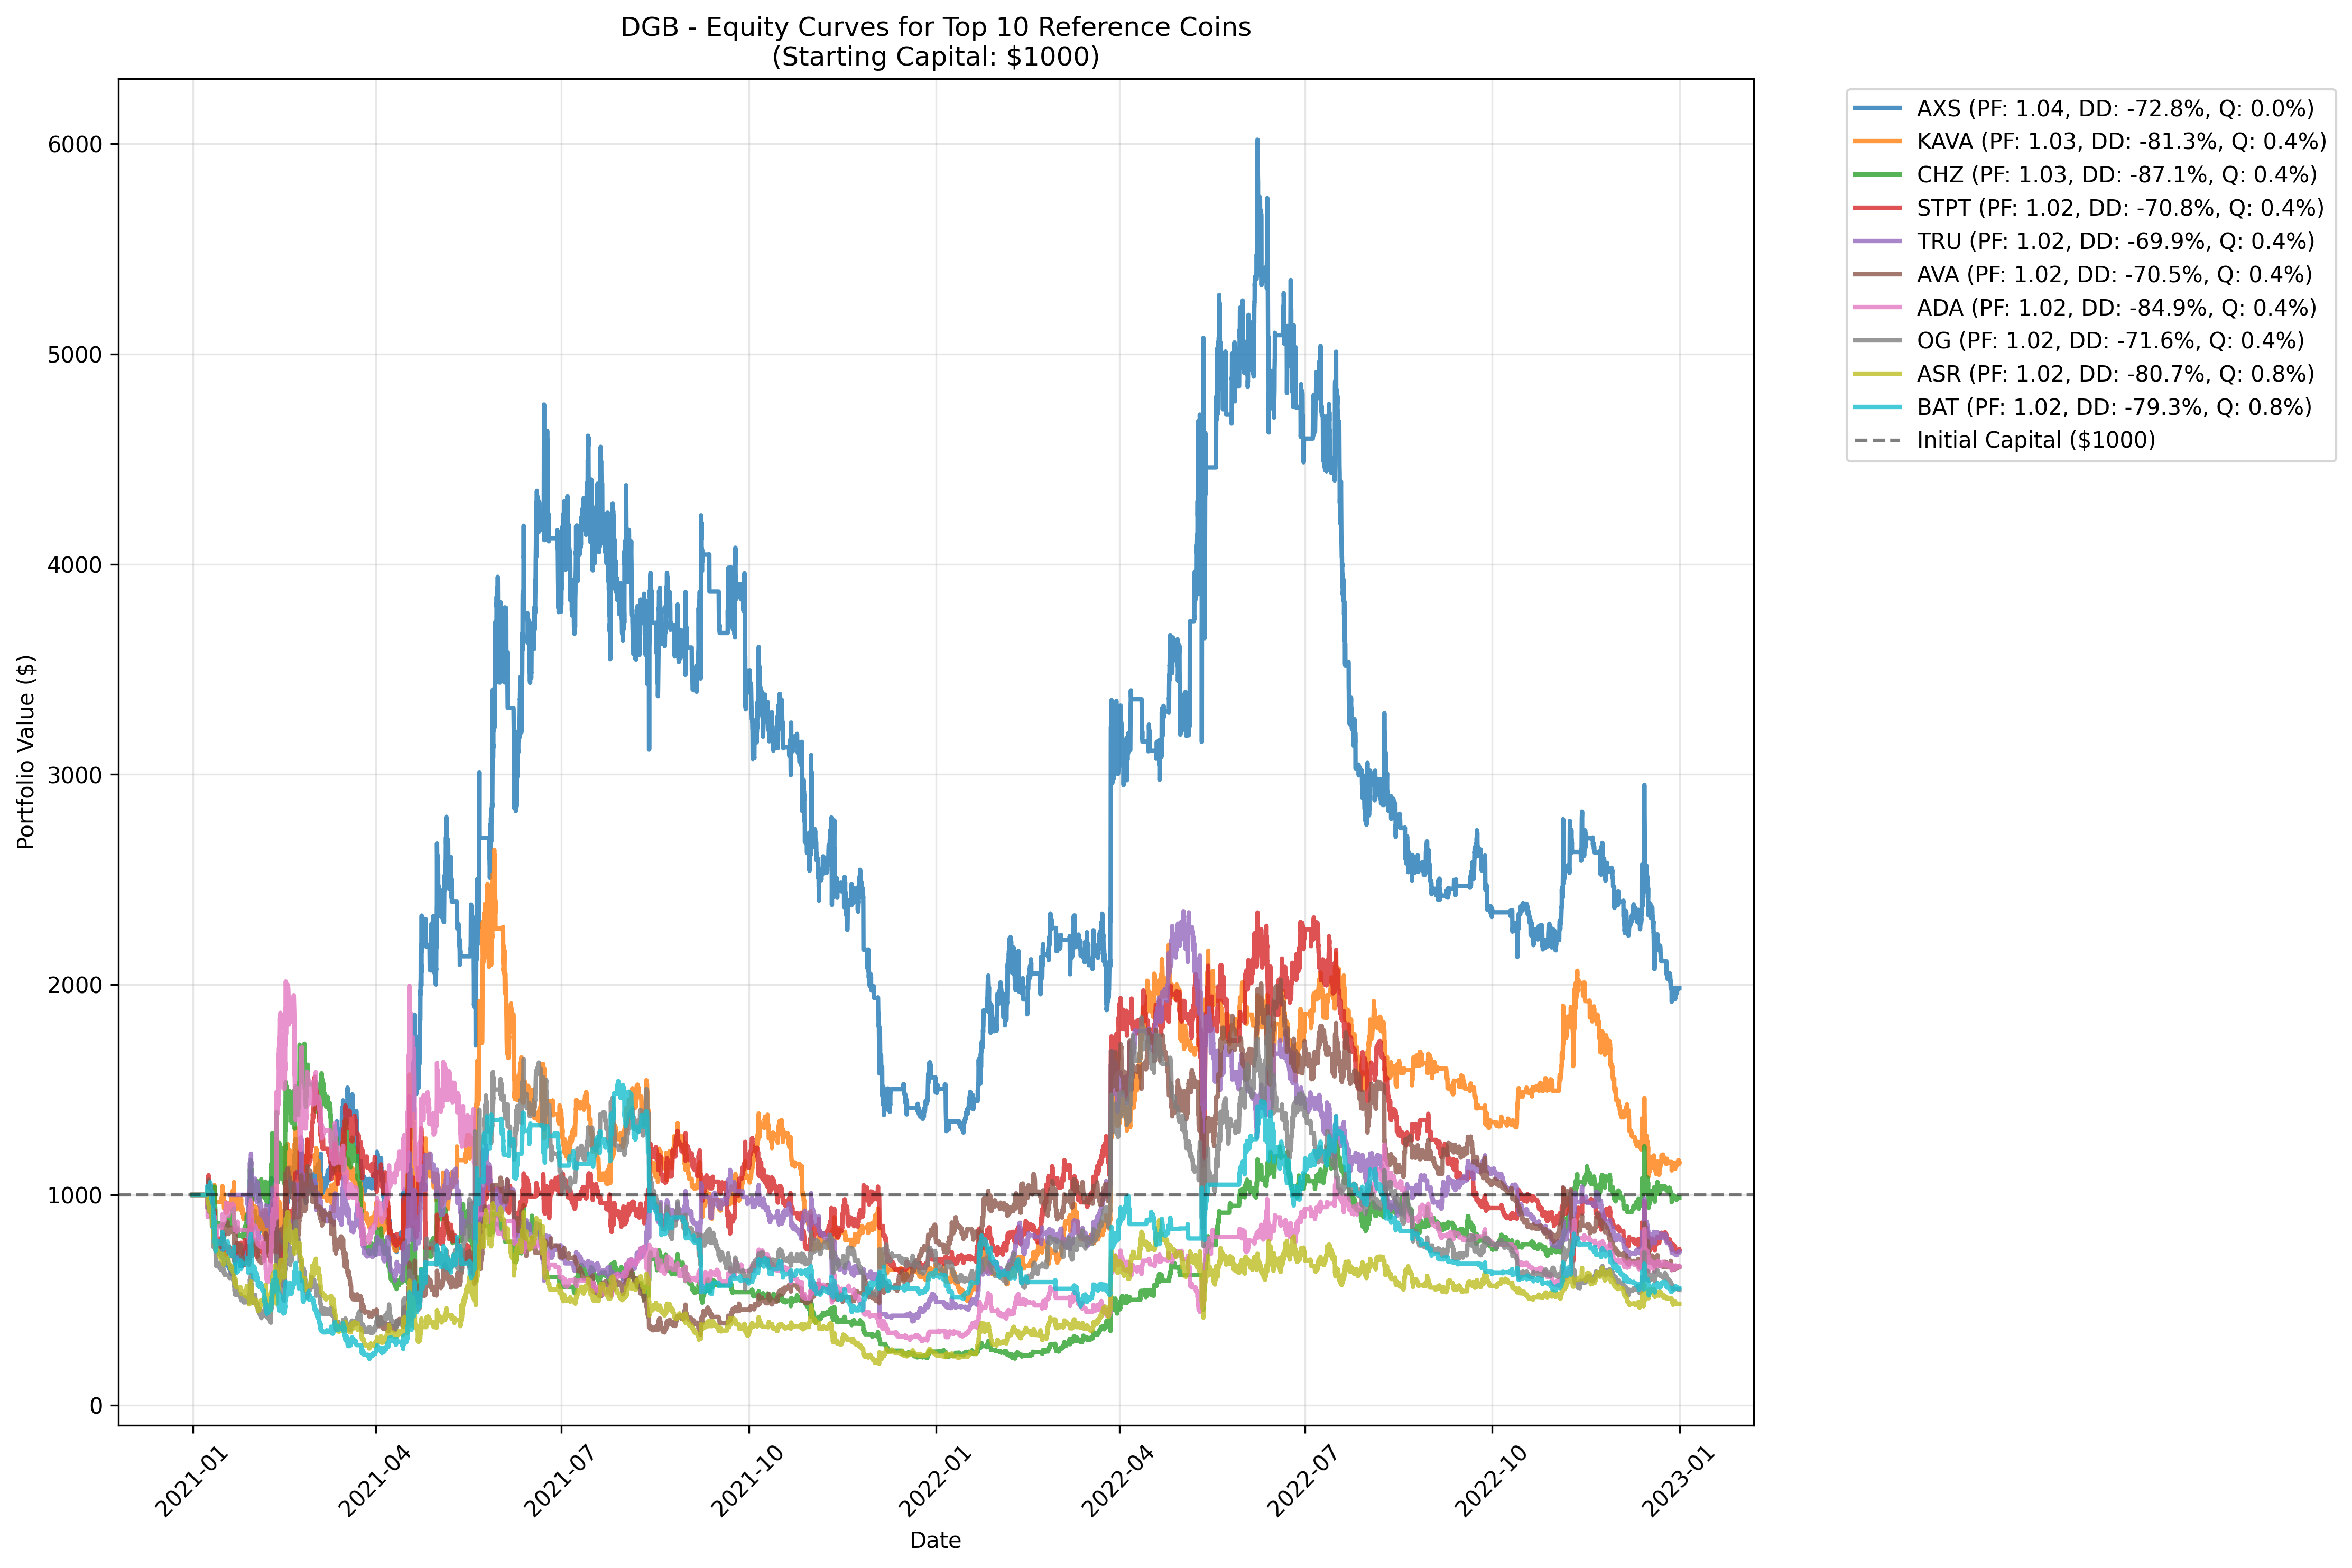 DGB - Equity Curves for Top 10 Reference Coins
(Starting Capital: $1000)
AXS (PF: 1.04, DD: -72.8%, Q: 0.0%)
KAVA (PF: 1.03, DD: -81.3%, Q: 0.4%)
CHZ (PF: 1.03, DD: -87.1%, Q: 0.4%)
STPT (PF: 1.02, DD: -70.8%, Q: 0.4%)
TRU (PF: 1.02, DD: -69.9%, Q: 0.4%)
AVA (PF: 1.02, DD: -70.5%, Q: 0.4%)
ADA (PF: 1.02, DD: -84.9%, Q: 0.4%)
OG (PF: 1.02, DD: -71.6%, Q: 0.4%)
ASR (PF: 1.02, DD: -80.7%, Q: 0.8%)
BAT (PF: 1.02, DD: -79.3%, Q: 0.8%)
Initial Capital ($1000)
Portfolio Value ($)
6000
5000
4000
3000
2000
1000
0
2021-01
2021-04
2021-07
2021-10
2022-01
2022-04
2022-07
2022-10
2023-01
Date